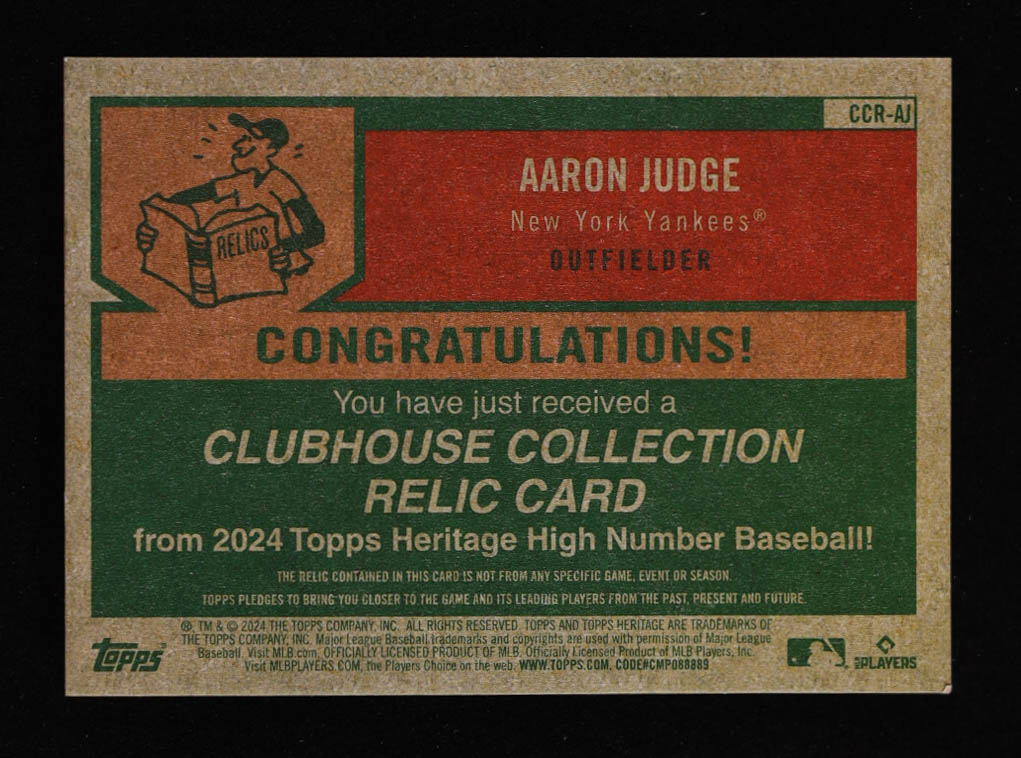 CCR-AJ
RELICS
AARON JUDGE
New York Yankees®
OUTFIELDER
CONGRATULATIONS!
You have just received a
CLUBHOUSE COLLECTION
RELIC CARD
from 2024 Topps Heritage High Number Baseball!
THE RELIC CONTAINED IN THIS CARD IS NOT FROM ANY SPECIFIC GAME, EVENT OR SEASON.
TOPPS PLEDGES TO BRING YOU CLOSER TO THE GAME AND ITS LEADING PLAYERS FROM THE PAST, PRESENT AND FUTURE.
®, TM & © 2024 THE TOPPS COMPANY, INC. ALL RIGHTS RESERVED. TOPPS AND TOPPS HERITAGE ARE TRADEMARKS OF
THE TOPPS COMPANY, INC. Major League Baseball trademarks and copyrights are used with permission of Major League
Baseball. Visit MLB.com. OFFICIALLY LICENSED PRODUCT OF MLB Players, Inc.
Visit MLBPLAYERS.COM, the Players Choice on the web. WWW.TOPPS.COM. CODE#CMP088889
Topps
MLB PLAYERS